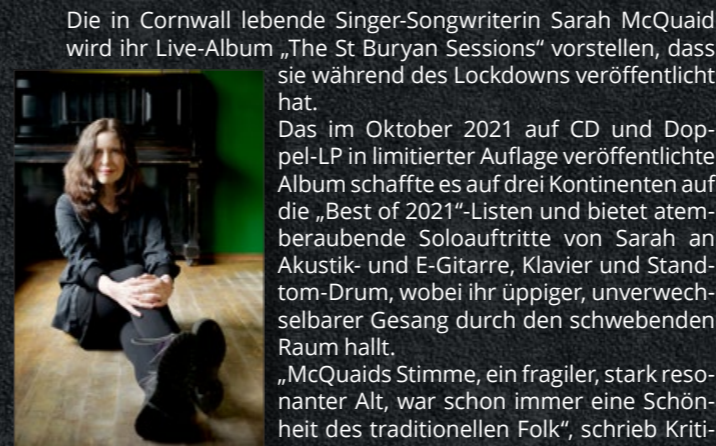 Die in Cornwall lebende Singer-Songwriterin Sarah McQuaid
wird ihr Live-Album „The St Buryan Sessions“ vorstellen, dass
sie während des Lockdowns veröffentlicht
hat.
Das im Oktober 2021 auf CD und Dop-
pel-LP in limitierter Auflage veröffentlichte
Album schaffte es auf drei Kontinenten auf
die „Best of 2021“-Listen und bietet atem-
beraubende Soloauftritte von Sarah an
Akustik- und E-Gitarre, Klavier und Stand-
tom-Drum, wobei ihr üppiger, unverwech-
selbarer Gesang durch den schwebenden
Raum hallt.
„McQuaids Stimme, ein fragiler, stark reso-
nanter Alt, war schon immer eine Schön-
heit des traditionellen Folk“, schrieb Kriti-